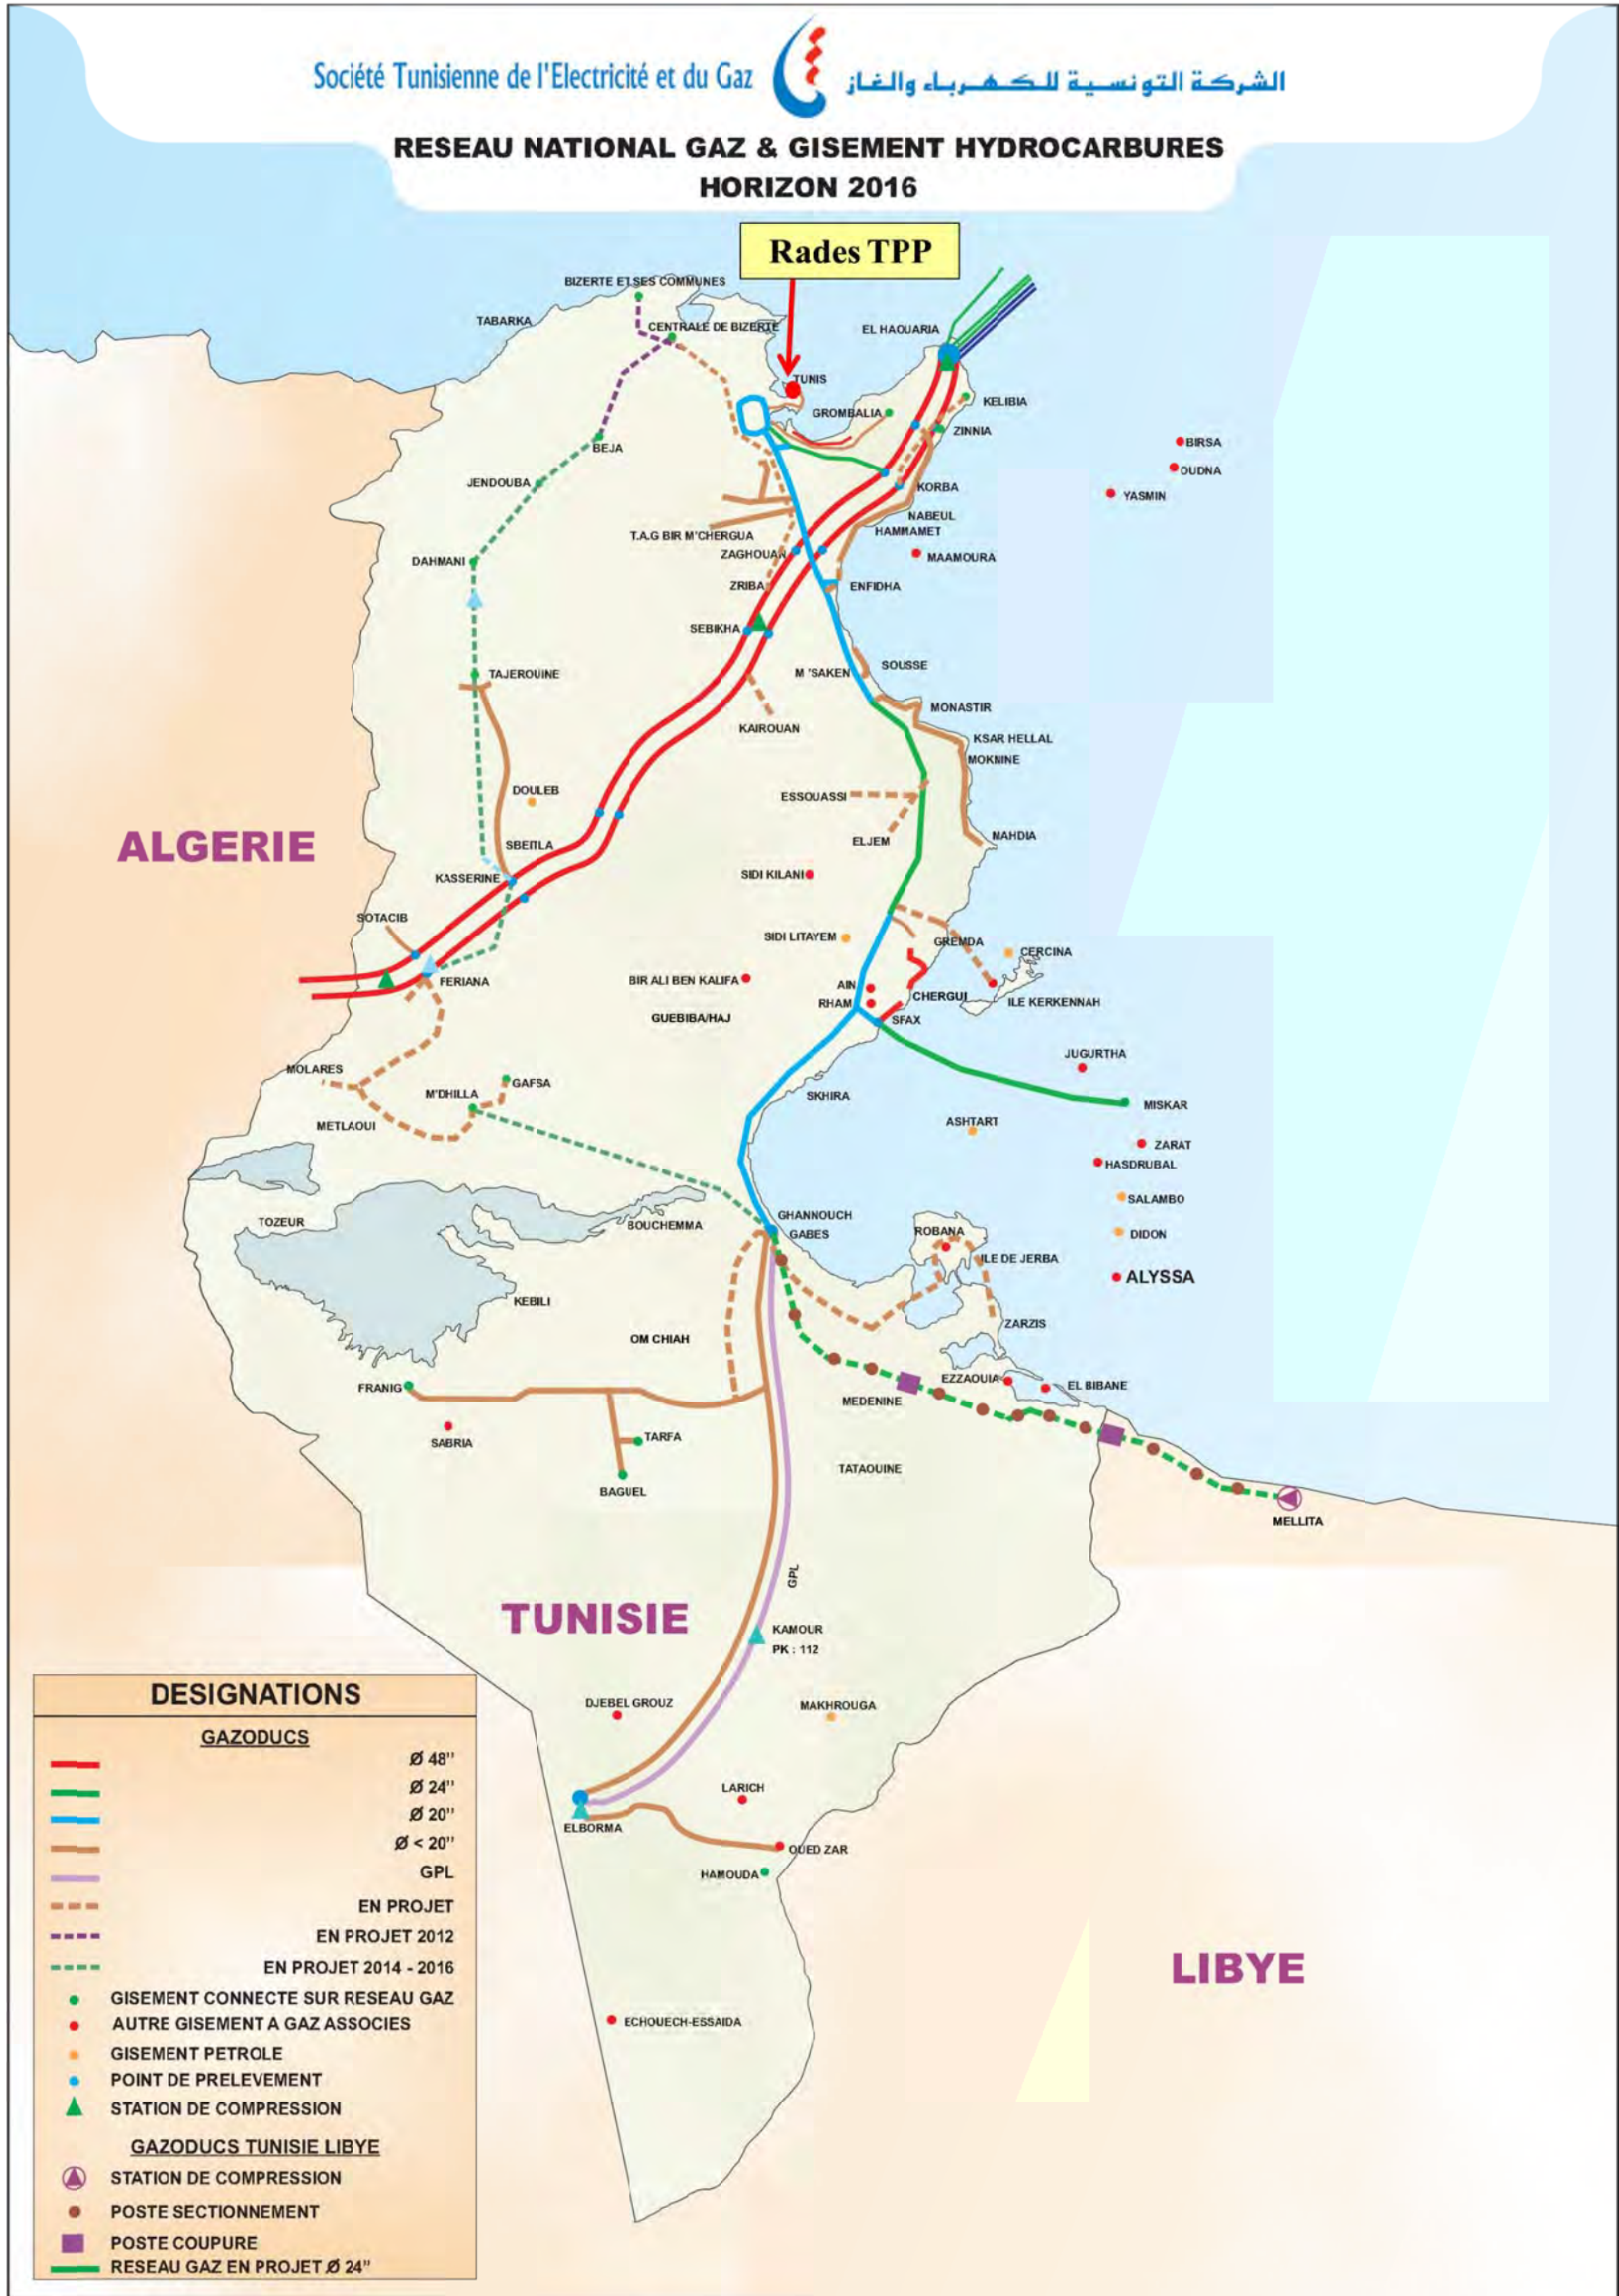 Société Tunisienne de l'Electricité et du Gaz
الشركة التونسية للكهرباء والغاز
RESEAU NATIONAL GAZ & GISEMENT HYDROCARBURES
HORIZON 2016
Rades TPP
BIZERTE ET SES COMMUNES
TABARKA
CENTRALE DE BIZERTE
EL HAOUARIA
TUNIS
GROMBALIA
KELIBIA
ZINNIA
BEJA
BIRSA
OUDNA
JENDOUBA
KORBA
YASMIN
NABEUL
HAMMAMET
T.A.G BIR M'CHERGUA
ZAGHOUAN
MAAMOURA
DAHMANI
ZRIBA
ENFIDHA
SEBIKHA
SOUSSE
M 'SAKEN
TAJEROUINE
MONASTIR
KAIROUAN
KSAR HELLAL
MOKNINE
DOULEB
ESSOUASSI
ELJEM
MAHDIA
ALGERIE
SBEITLA
KASSERINE
SIDI KILANI
SOTACIB
SIDI LITAYEM
GREMDA
CERCINA
FERIANA
BIR ALI BEN KALIFA
AIN
RHAM
CHERGUI
ILE KERKENNAH
GUEBIBA/HAJ
SFAX
JUGURTHA
MOLARES
GAFSA
M'DHILLA
SKHIRA
MISKAR
METLAOUI
ASHTART
ZARAT
HASDRUBAL
SALAMBO
TOZEUR
BOUCHEMMA
GHANNOUCH
GABES
ROBANA
DIDON
ILE DE JERBA
ALYSSA
KEBILI
ZARZIS
OM CHIAH
FRANIG
EZZAOUIA
EL BIBANE
MEDENINE
SABRIA
TARFA
TATAOUINE
BAGUEL
MELLITA
GPL
TUNISIE
KAMOUR
PK : 112
DJEBEL GROUZ
MAKHROUGA
LARICH
ELBORMA
OUED ZAR
HAMOUDA
LIBYE
ECHOUECH-ESSAIDA
DESIGNATIONS
GAZODUCS
Ø 48"
Ø 24"
Ø 20"
Ø < 20"
GPL
EN PROJET
EN PROJET 2012
EN PROJET 2014 - 2016
GISEMENT CONNECTE SUR RESEAU GAZ
AUTRE GISEMENT A GAZ ASSOCIES
GISEMENT PETROLE
POINT DE PRELEVEMENT
STATION DE COMPRESSION
GAZODUCS TUNISIE LIBYE
STATION DE COMPRESSION
POSTE SECTIONNEMENT
POSTE COUPURE
RESEAU GAZ EN PROJET Ø 24"